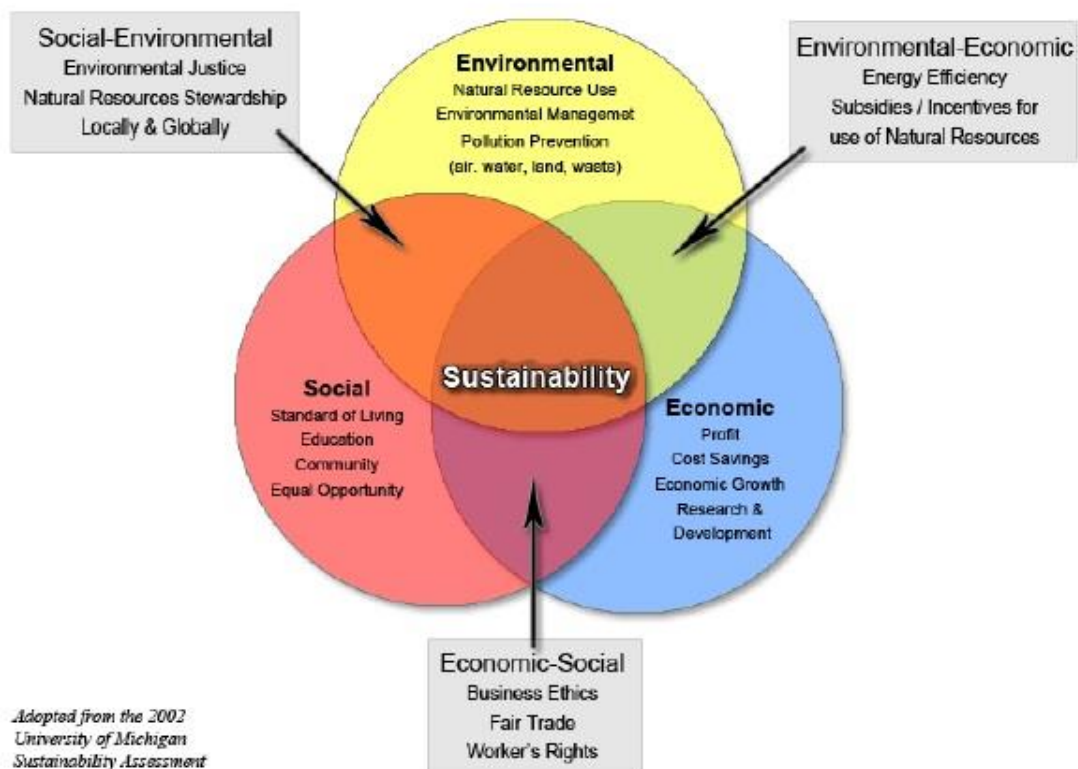 Social-Environmental
Environmental Justice
Natural Resources Stewardship
Locally & Globally
Environmental
Natural Resource Use
Environmental Managemet
Pollution Prevention
(air, water, land, waste)
Environmental-Economic
Energy Efficiency
Subsidies / Incentives for
use of Natural Resources
Sustainability
Social
Standard of Living
Education
Community
Equal Opportunity
Economic
Profit
Cost Savings
Economic Growth
Research &
Development
Economic-Social
Business Ethics
Fair Trade
Worker's Rights
Adopted from the 2002
University of Michigan
Sustainability Assessment